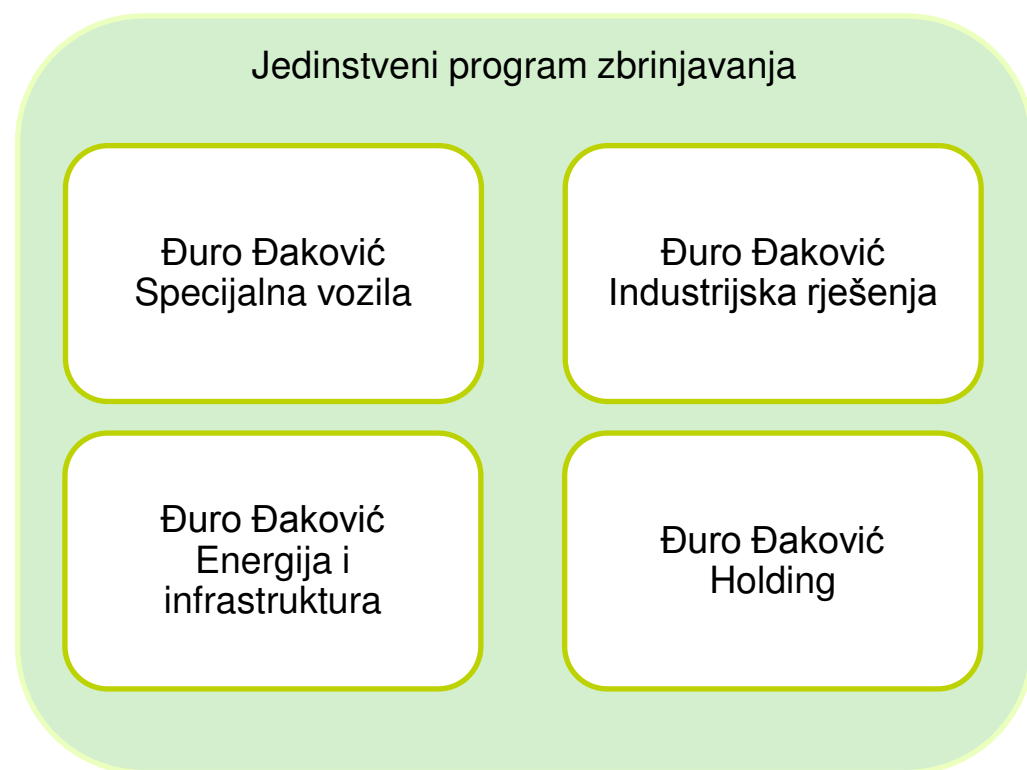 Jedinstveni program zbrinjavanja
Đuro Đaković
Specijalna vozila
Đuro Đaković
Industrijska rješenja
Đuro Đaković
Energija i
infrastruktura
Đuro Đaković
Holding